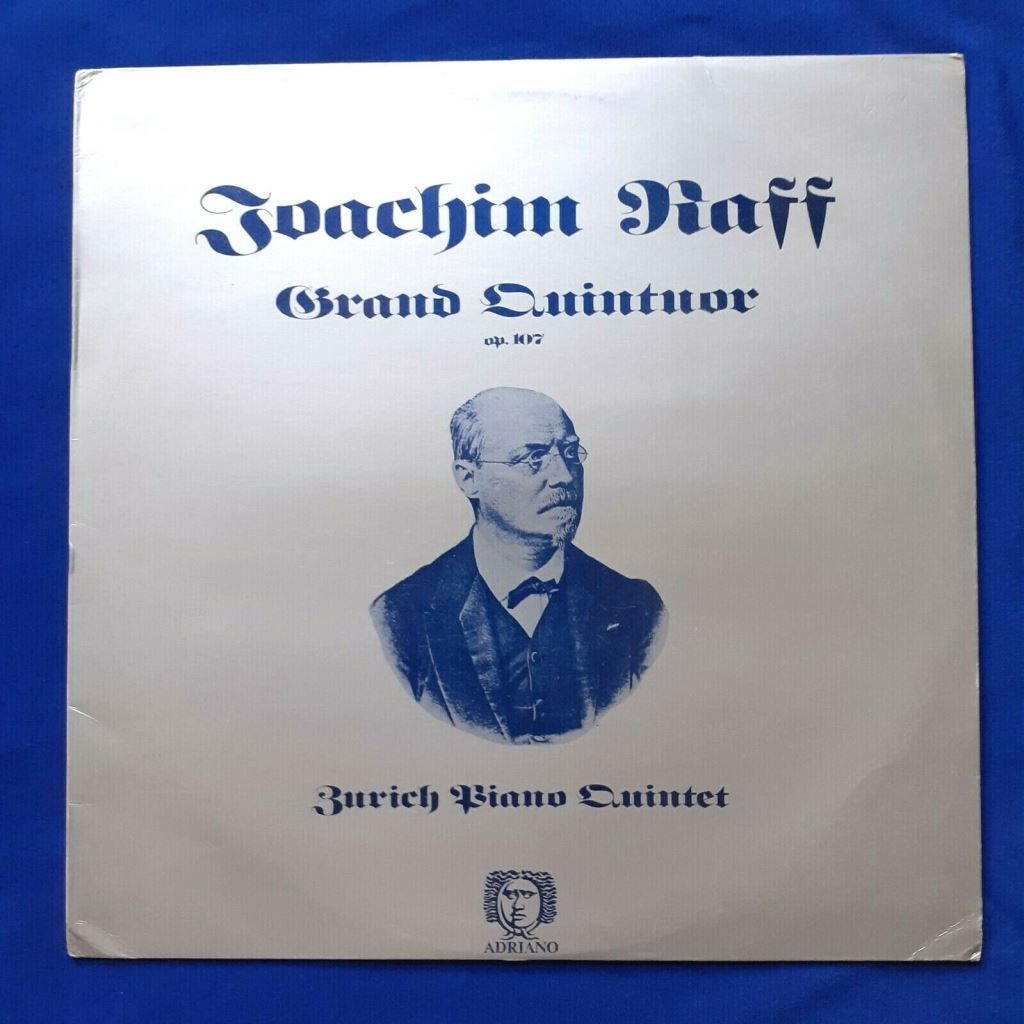 Joachim Raff
Grand Quintuor
op. 107
Zurich Piano Quintet
ADRIANO